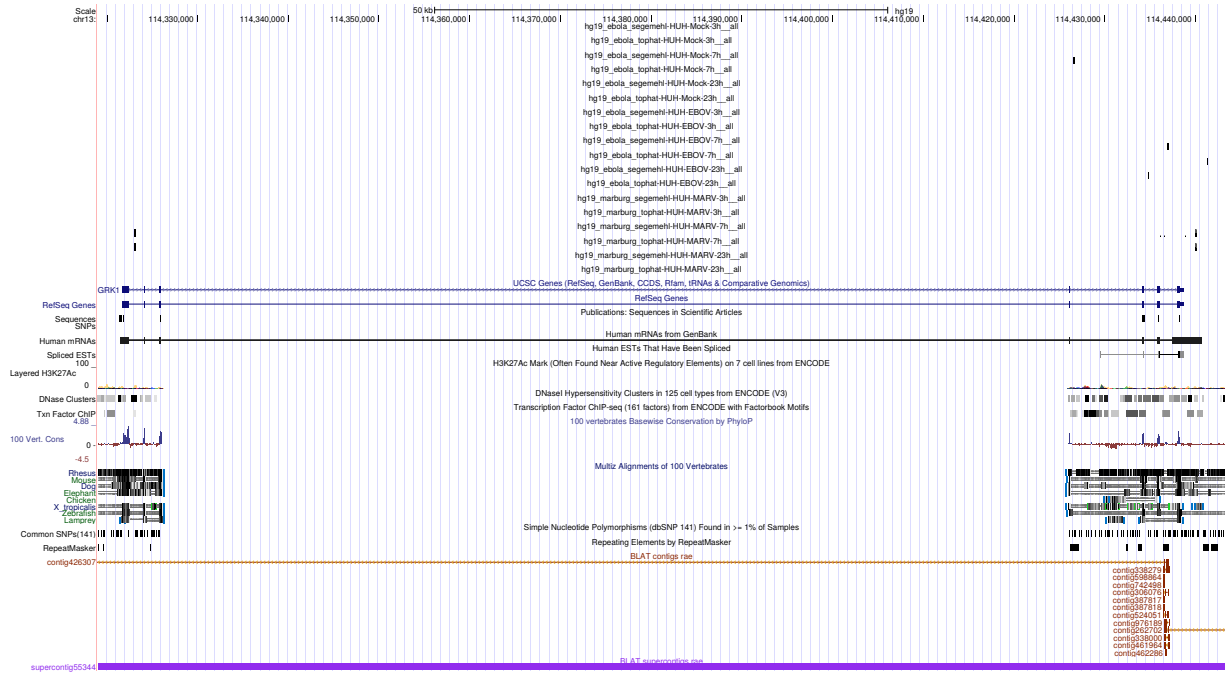 Scale 50 kb hg19
chr13: 114,330,000 114,340,000 114,350,000 114,360,000 114,370,000 114,380,000 114,390,000 114,400,000 114,410,000 114,420,000 114,430,000 114,440,000
hg19_ebola_segemehl-HUH-Mock-3h__all
hg19_ebola_tophat-HUH-Mock-3h__all
hg19_ebola_segemehl-HUH-Mock-7h__all
hg19_ebola_tophat-HUH-Mock-7h__all
hg19_ebola_segemehl-HUH-Mock-23h__all
hg19_ebola_tophat-HUH-Mock-23h__all
hg19_ebola_segemehl-HUH-EBOV-3h__all
hg19_ebola_tophat-HUH-EBOV-3h__all
hg19_ebola_segemehl-HUH-EBOV-7h__all
hg19_ebola_tophat-HUH-EBOV-7h__all
hg19_ebola_segemehl-HUH-EBOV-23h__all
hg19_ebola_tophat-HUH-EBOV-23h__all
hg19_marburg_segemehl-HUH-MARV-3h__all
hg19_marburg_tophat-HUH-MARV-3h__all
hg19_marburg_segemehl-HUH-MARV-7h__all
hg19_marburg_tophat-HUH-MARV-7h__all
hg19_marburg_segemehl-HUH-MARV-23h__all
hg19_marburg_tophat-HUH-MARV-23h__all
UCSC Genes (RefSeq, GenBank, CCDS, Rfam, tRNAs & Comparative Genomics)
GRK1
RefSeq Genes
RefSeq Genes
Publications: Sequences in Scientific Articles
Sequences
SNPs
Human mRNAs from GenBank
Human mRNAs
Human ESTs That Have Been Spliced
Spliced ESTs
H3K27Ac Mark (Often Found Near Active Regulatory Elements) on 7 cell lines from ENCODE
100
Layered H3K27Ac
0
DNaseI Hypersensitivity Clusters in 125 cell types from ENCODE (V3)
DNase Clusters
Transcription Factor ChIP-seq (161 factors) from ENCODE with Factorbook Motifs
Txn Factor ChIP
100 vertebrates Basewise Conservation by PhyloP
4.88
100 Vert. Cons
0
-4.5
Multiz Alignments of 100 Vertebrates
Rhesus
Mouse
Dog
Elephant
Chicken
X_tropicalis
Zebrafish
Lamprey
Simple Nucleotide Polymorphisms (dbSNP 141) Found in >= 1% of Samples
Common SNPs(141)
Repeating Elements by RepeatMasker
RepeatMasker
BLAT contigs rae
contig426307
contig338279
contig598864
contig742498
contig306076
contig387817
contig387818
contig524051
contig976189
contig262702
contig338000
contig461964
contig462286
BLAT supercontigs rae
supercontig55344